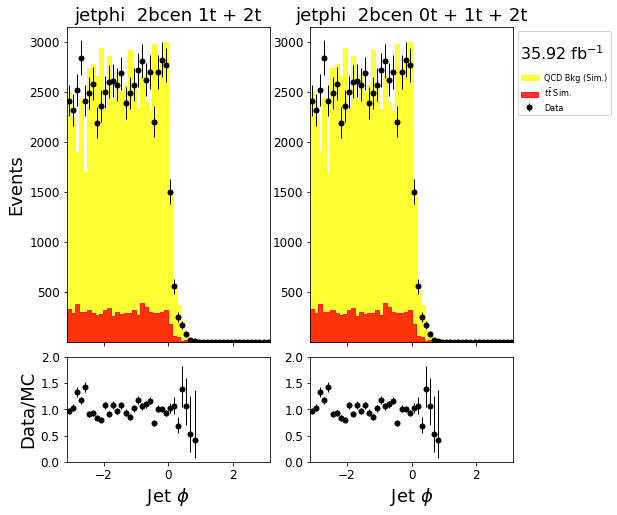 jetphi 2bcen 1t + 2t
jetphi 2bcen 0t + 1t + 2t
35.92 fb⁻¹
QCD Bkg (Sim.)
tt̄ Sim.
Data
Events
3000
2500
2000
1500
1000
500
3000
2500
2000
1500
1000
500
Data/MC
2.0
1.5
1.0
0.5
0.0
2.0
1.5
1.0
0.5
0.0
−2 0 2
−2 0 2
Jet ϕ
Jet ϕ